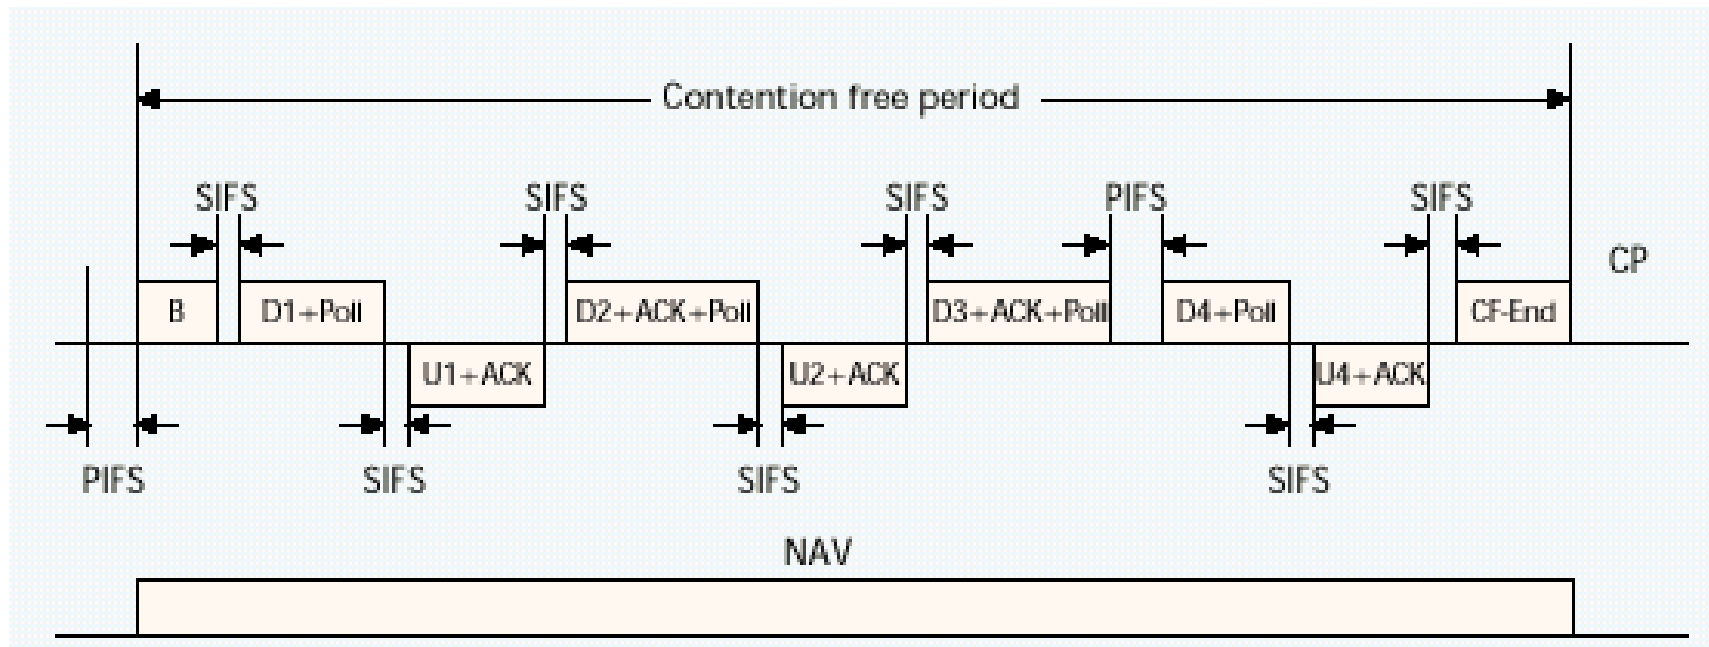 Contention free period
SIFS SIFS SIFS PIFS SIFS
CP
B D1+Poll D2+ACK+Poll D3+ACK+Poll D4+Poll CF-End
U1+ACK U2+ACK U4+ACK
PIFS SIFS SIFS SIFS
NAV